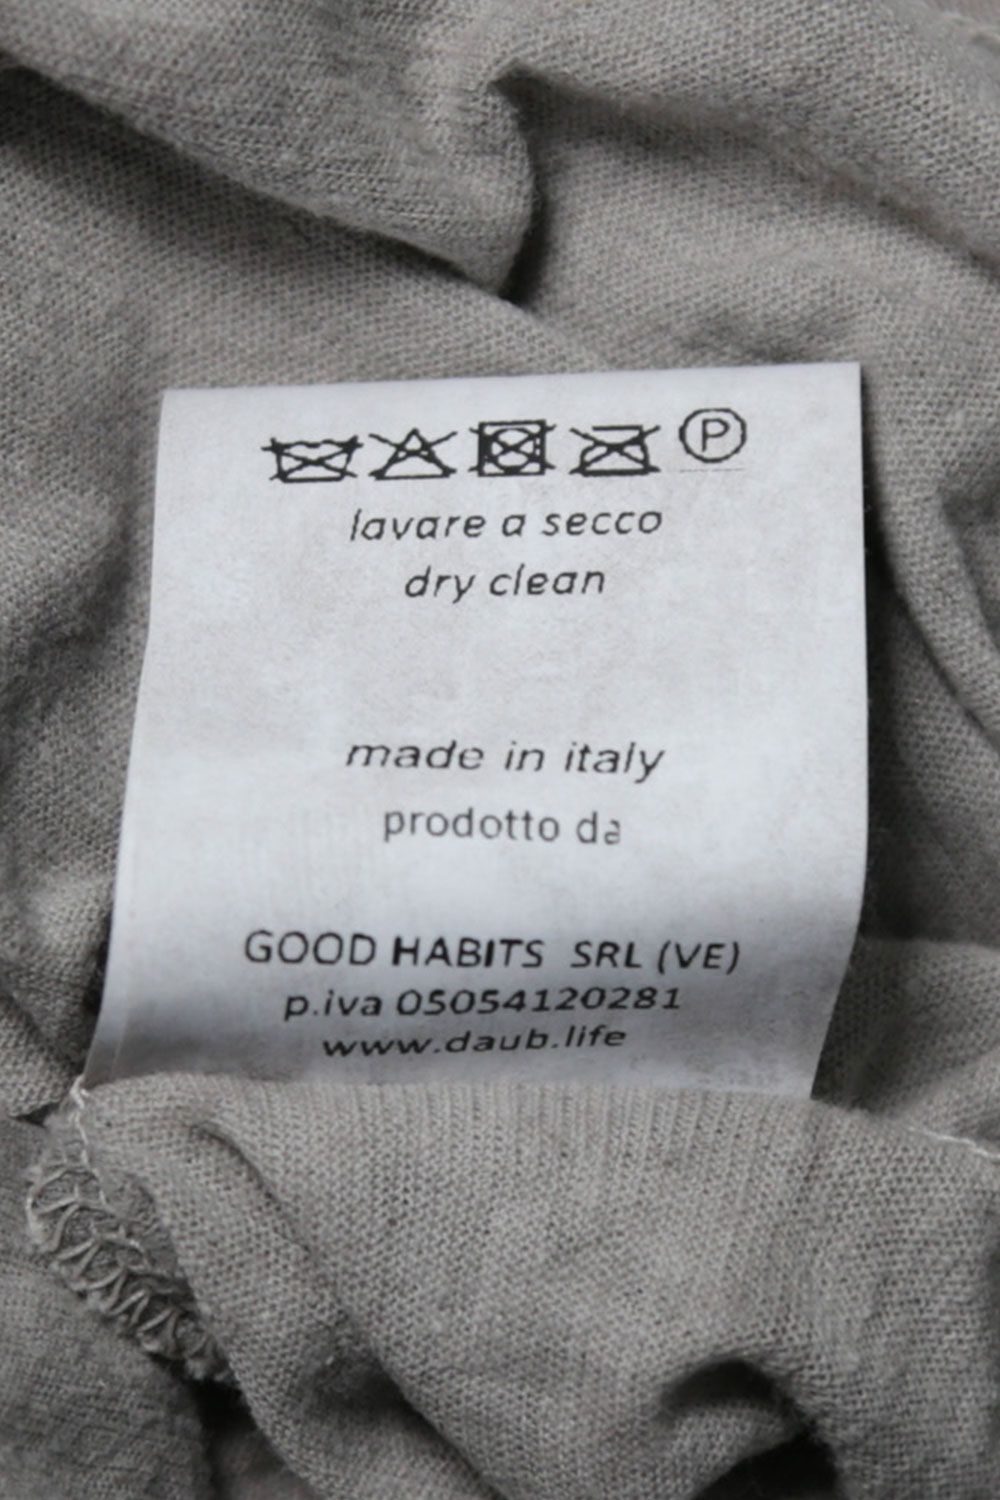 P
lavare a secco
dry clean
made in italy
prodotto da
GOOD HABITS SRL (VE)
p.iva 05054120281
www.daub.life